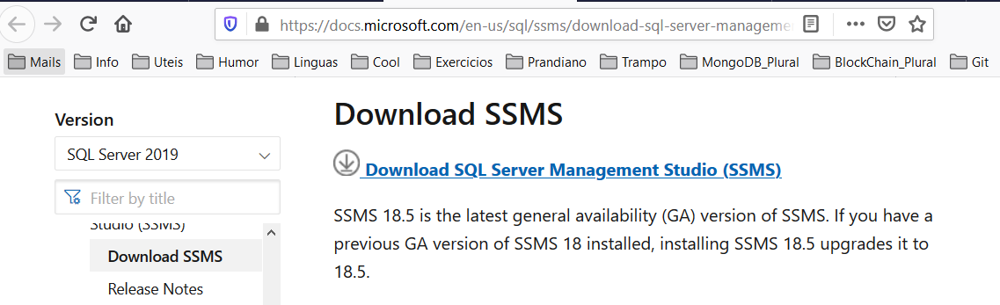 https://docs.microsoft.com/en-us/sql/ssms/download-sql-server-manageme
Mails Info Uteis Humor Linguas Cool Exercicios Prandiano Trampo MongoDB_Plural BlockChain_Plural Git
Version
SQL Server 2019
Filter by title
Studio (SSMS)
Download SSMS
Release Notes
Download SSMS
Download SQL Server Management Studio (SSMS)
SSMS 18.5 is the latest general availability (GA) version of SSMS. If you have a
previous GA version of SSMS 18 installed, installing SSMS 18.5 upgrades it to
18.5.